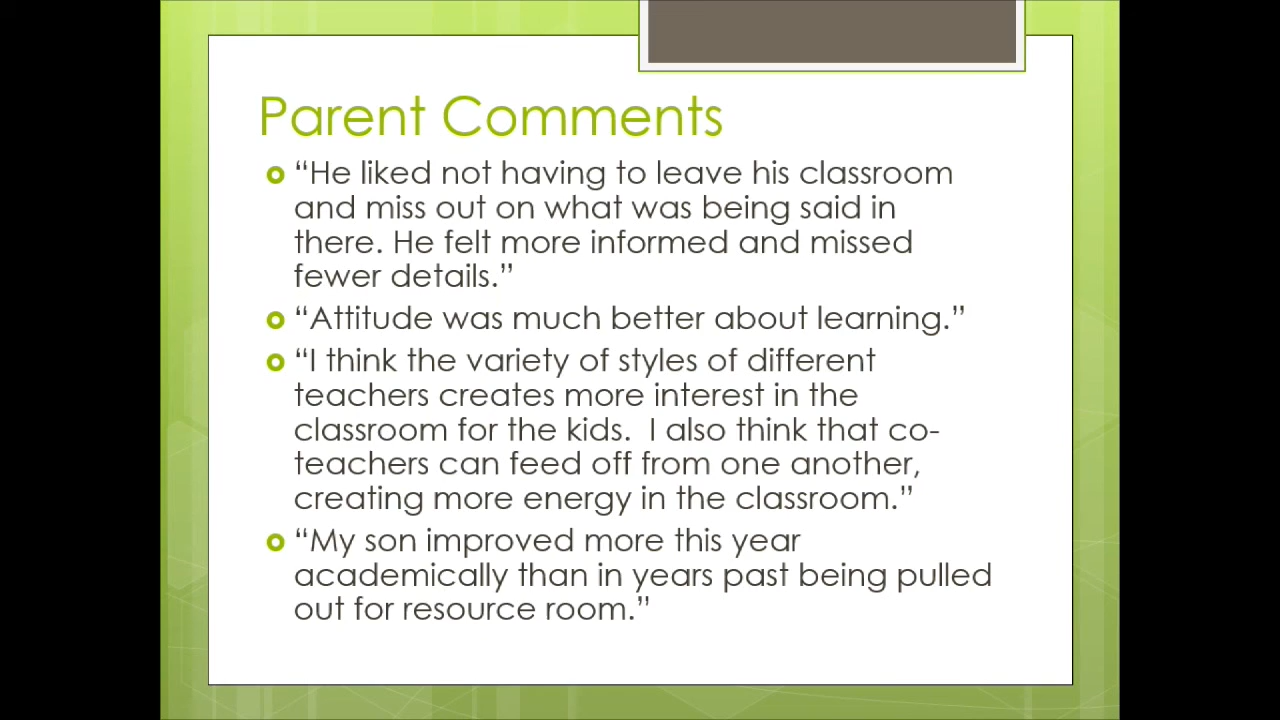 Parent Comments
“He liked not having to leave his classroom
and miss out on what was being said in
there. He felt more informed and missed
fewer details.”
“Attitude was much better about learning.”
“I think the variety of styles of different
teachers creates more interest in the
classroom for the kids.  I also think that co-
teachers can feed off from one another,
creating more energy in the classroom.”
“My son improved more this year
academically than in years past being pulled
out for resource room.”